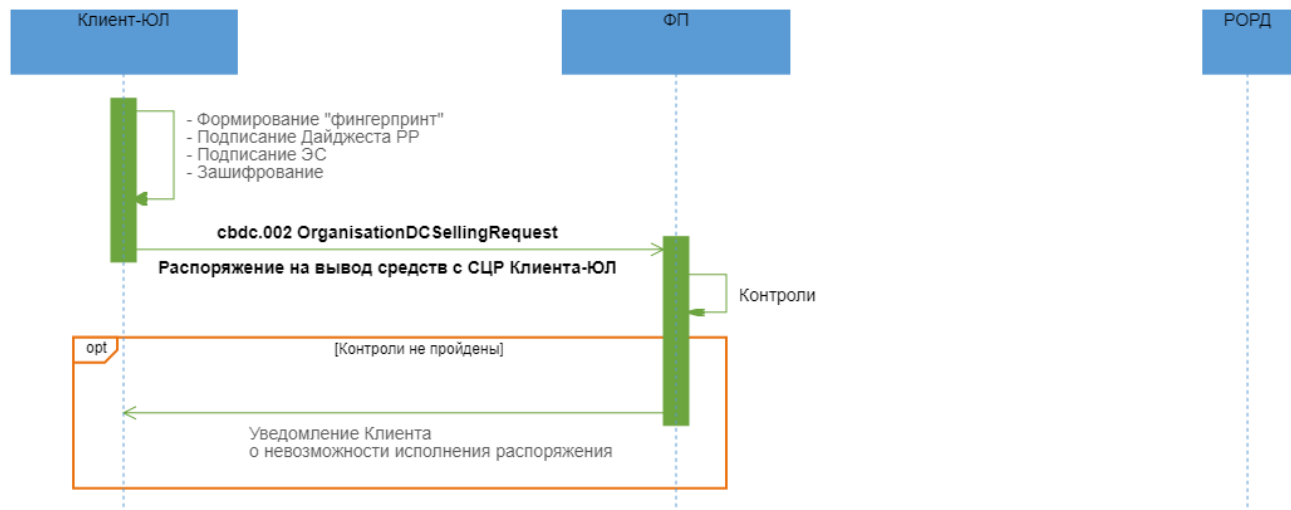 Клиент-ЮЛ
ФП
РОРД
- Формирование "фингерпринт"
- Подписание Дайджеста РР
- Подписание ЭС
- Зашифрование
cbdc.002 OrganisationDCSellingRequest
Распоряжение на вывод средств с СЦР Клиента-ЮЛ
Контроли
opt
[Контроли не пройдены]
Уведомление Клиента
о невозможности исполнения распоряжения